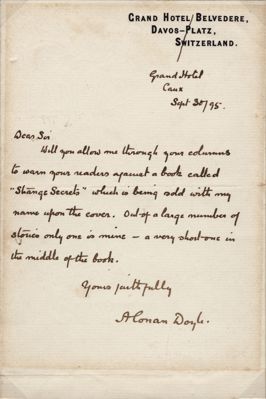 GRAND HOTEL BELVEDERE,
DAVOS-PLATZ,
SWITZERLAND.
Grand Hotel
Caux
Sept 30/95.
Dear Sir
Will you allow me through your columns
to warn your readers against a book called
"Strange Secrets" which is being sold with my
name upon the cover. Out of a large number of
stories only one is mine – a very short one in
the middle of the book.
Yours faithfully
A Conan Doyle.